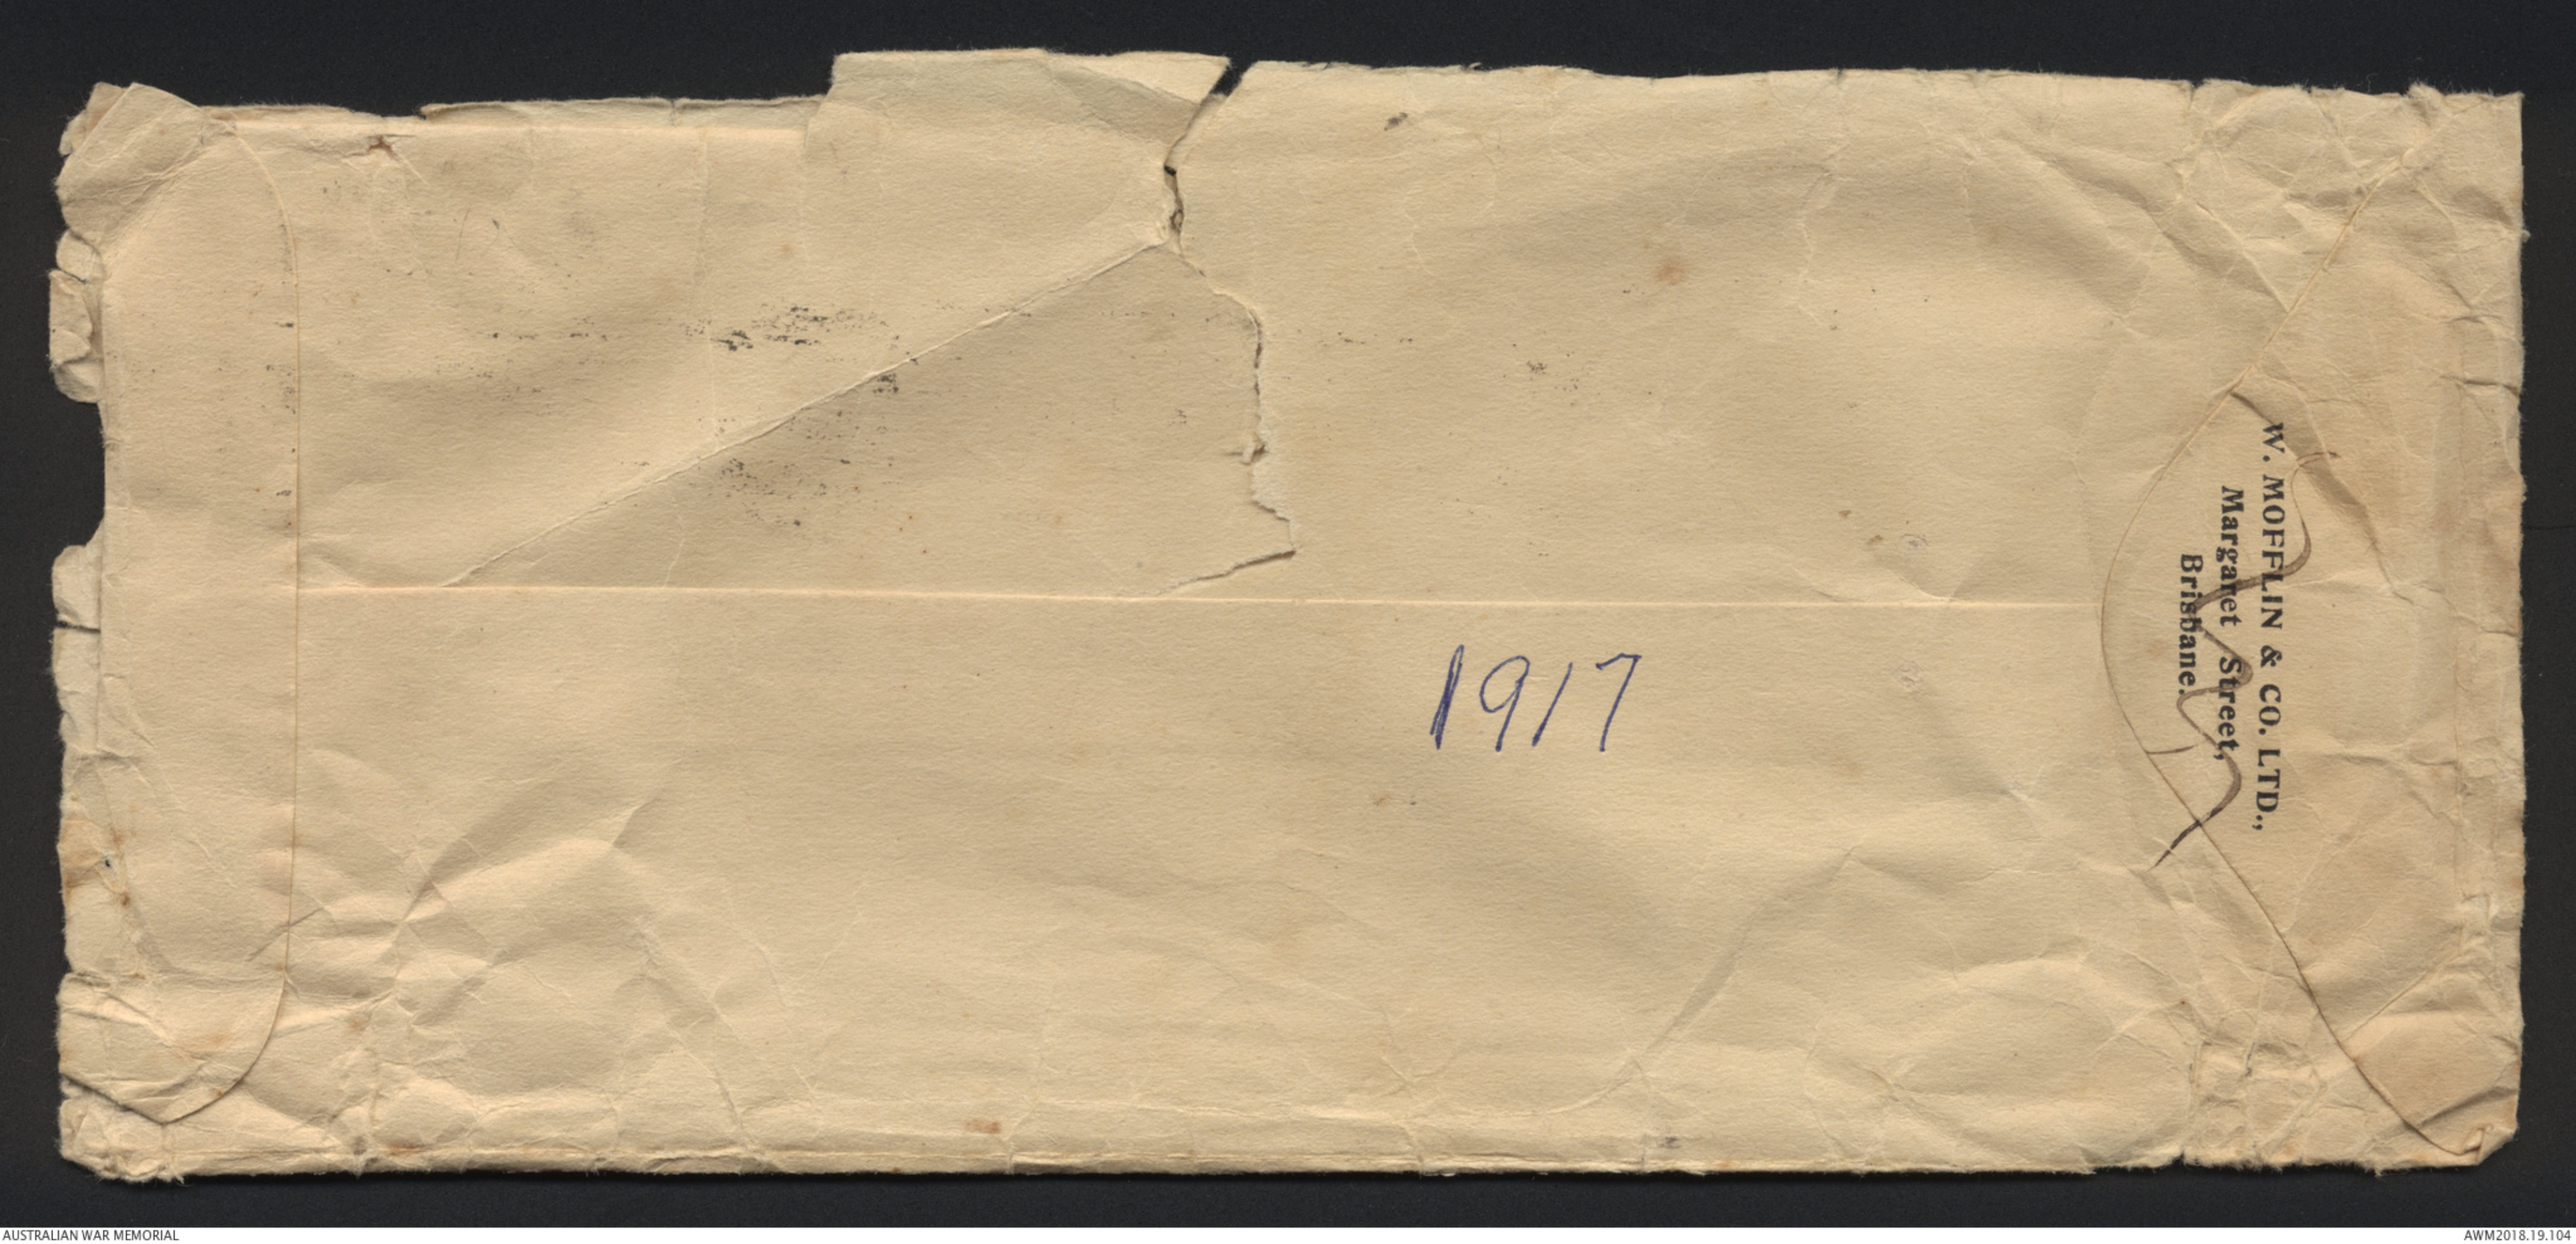 W. MOFFLIN & CO. LTD.,
Margaret Street,
Brisbane.
1917
AUSTRALIAN WAR MEMORIAL
AWM2018.19.104